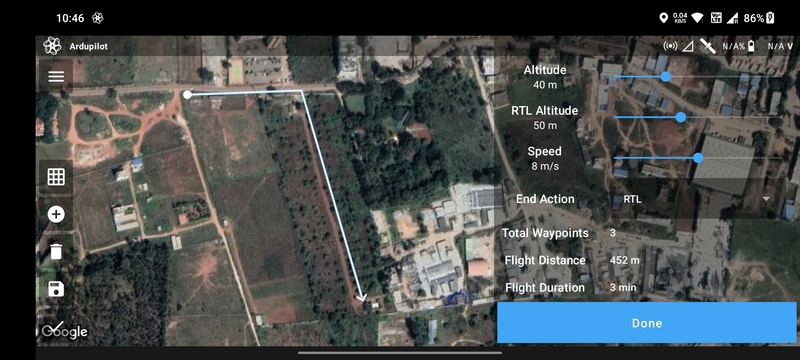 10:46
0.04
KB/S
86%
Ardupilot
N/A%
N/A V
Altitude
40 m
RTL Altitude
50 m
Speed
8 m/s
End Action RTL
Total Waypoints 3
Flight Distance 452 m
Flight Duration 3 min
Google
Done